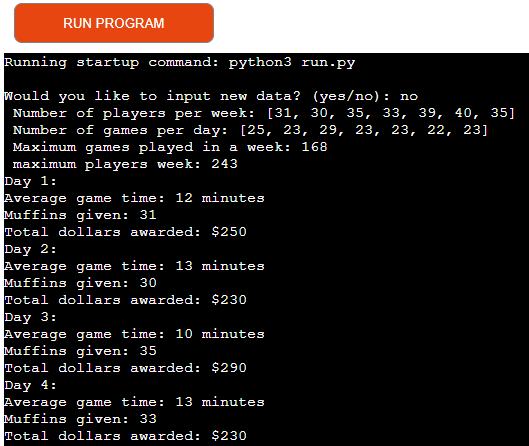 RUN PROGRAM
Running startup command: python3 run.py
Would you like to input new data? (yes/no): no
Number of players per week: [31, 30, 35, 33, 39, 40, 35]
Number of games per day: [25, 23, 29, 23, 23, 22, 23]
Maximum games played in a week: 168
maximum players week: 243
Day 1:
Average game time: 12 minutes
Muffins given: 31
Total dollars awarded: $250
Day 2:
Average game time: 13 minutes
Muffins given: 30
Total dollars awarded: $230
Day 3:
Average game time: 10 minutes
Muffins given: 35
Total dollars awarded: $290
Day 4:
Average game time: 13 minutes
Muffins given: 33
Total dollars awarded: $230